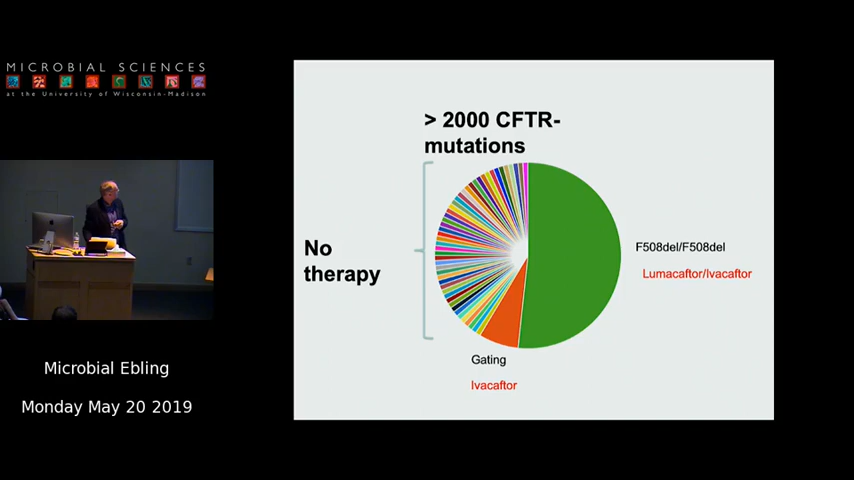 MICROBIAL SCIENCES
at the University of Wisconsin-Madison
Microbial Ebling
Monday May 20 2019
> 2000 CFTR-
mutations
No
therapy
F508del/F508del
Lumacaftor/Ivacaftor
Gating
Ivacaftor